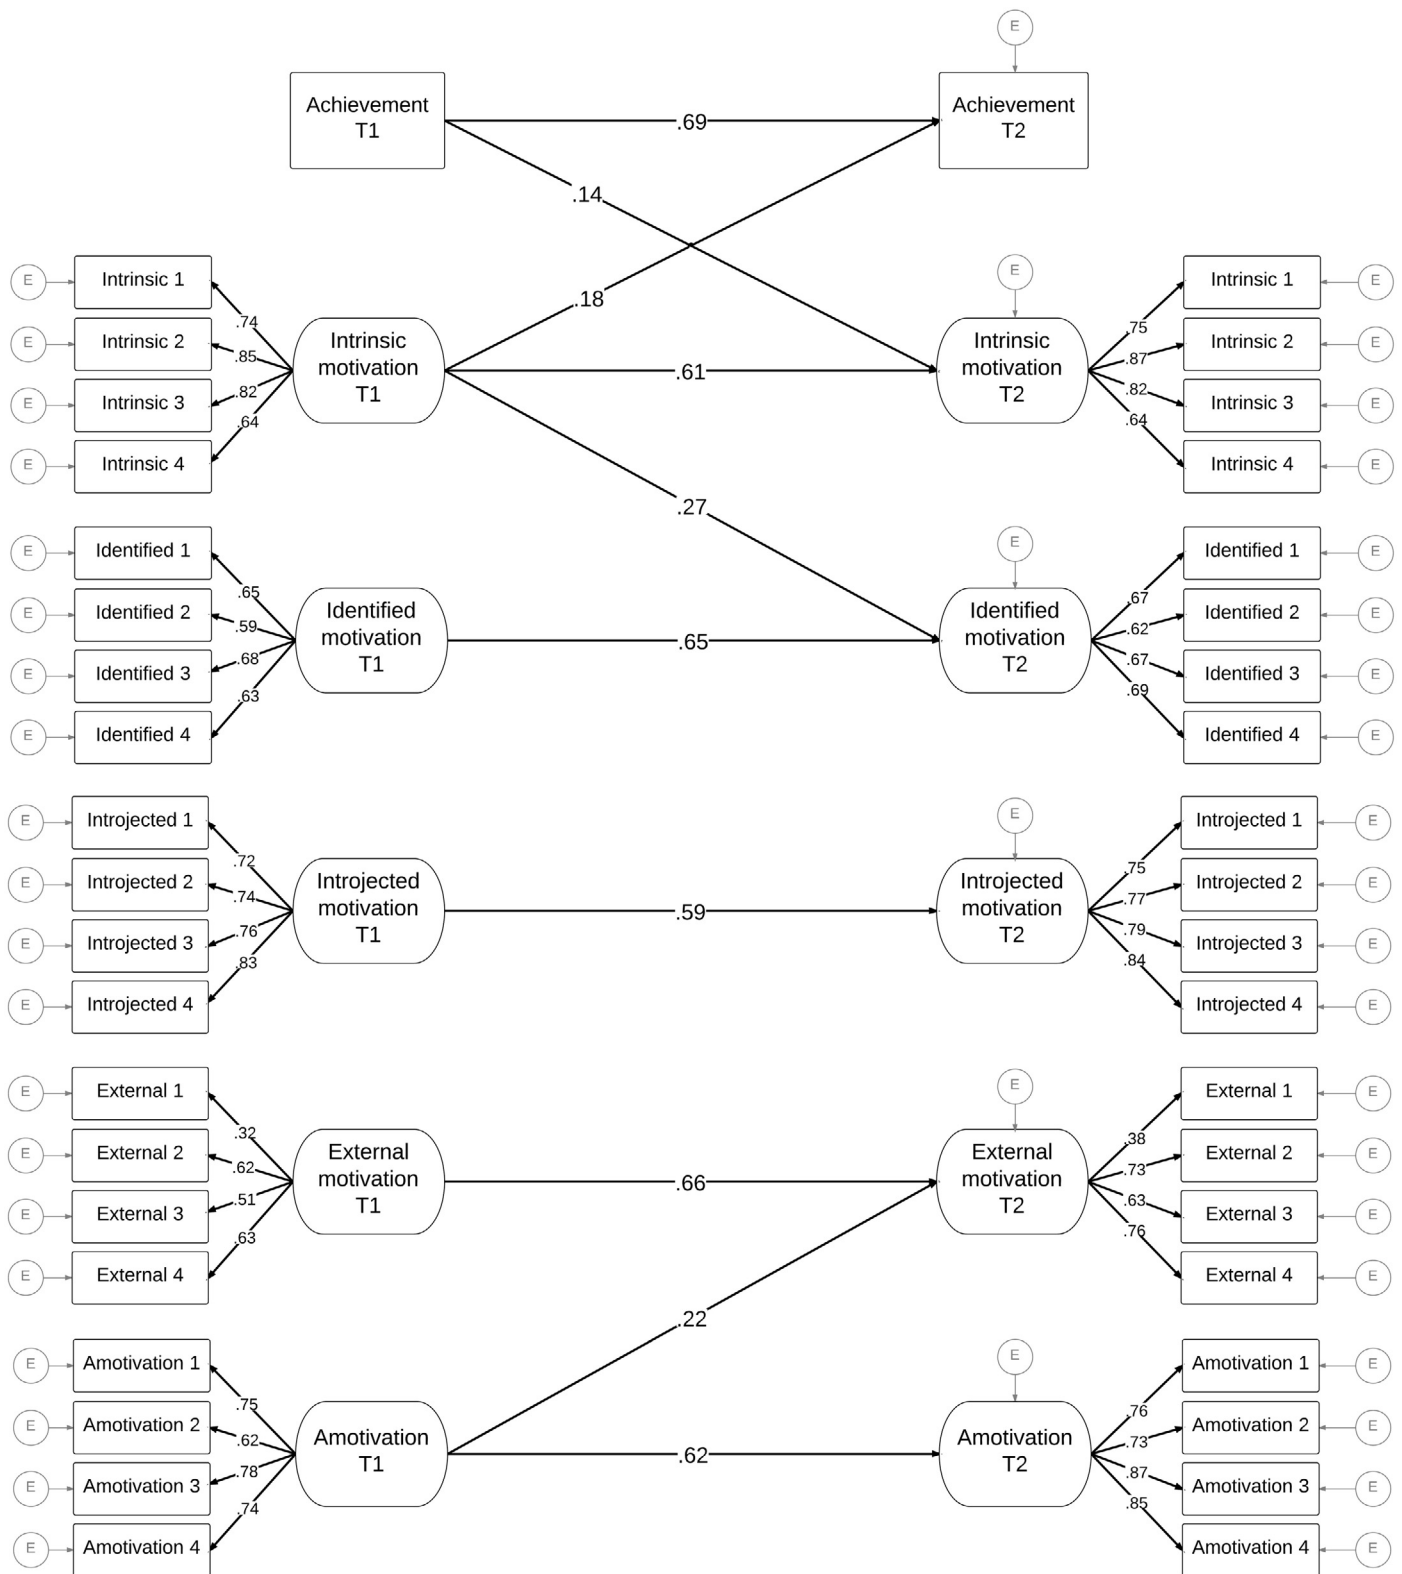 E
Achievement
T1
.69
Achievement
T2
.14
.18
E
Intrinsic 1
E
Intrinsic 2
E
Intrinsic 3
E
Intrinsic 4
.74
.85
.82
.64
Intrinsic
motivation
T1
.61
E
Intrinsic
motivation
T2
.75
.87
.82
.64
Intrinsic 1
E
Intrinsic 2
E
Intrinsic 3
E
Intrinsic 4
E
.27
E
Identified 1
E
Identified 2
E
Identified 3
E
Identified 4
.65
.59
.68
.63
Identified
motivation
T1
.65
E
Identified
motivation
T2
.67
.62
.67
.69
Identified 1
E
Identified 2
E
Identified 3
E
Identified 4
E
E
Introjected 1
E
Introjected 2
E
Introjected 3
E
Introjected 4
.72
.74
.76
.83
Introjected
motivation
T1
.59
E
Introjected
motivation
T2
.75
.77
.79
.84
Introjected 1
E
Introjected 2
E
Introjected 3
E
Introjected 4
E
E
External 1
E
External 2
E
External 3
E
External 4
.32
.62
.51
.63
External
motivation
T1
.66
E
External
motivation
T2
.38
.73
.63
.76
External 1
E
External 2
E
External 3
E
External 4
E
.22
E
Amotivation 1
E
Amotivation 2
E
Amotivation 3
E
Amotivation 4
.75
.62
.78
.74
Amotivation
T1
.62
E
Amotivation
T2
.76
.73
.87
.85
Amotivation 1
E
Amotivation 2
E
Amotivation 3
E
Amotivation 4
E